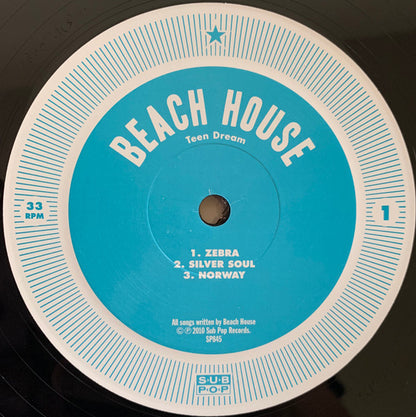 BEACH HOUSE
Teen Dream
33
RPM
1
1. ZEBRA
2. SILVER SOUL
3. NORWAY
All songs written by Beach House
©℗2010 Sub Pop Records.
SP845
SUB
POP